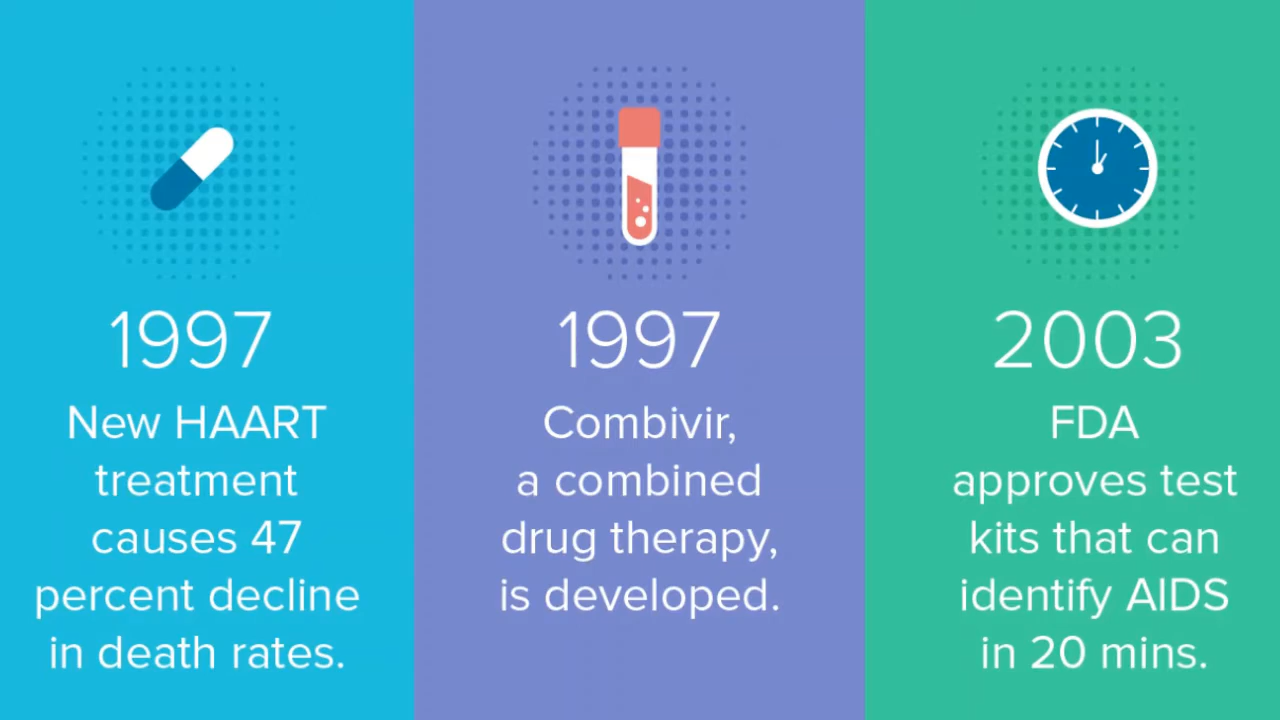 1997
New HAART
treatment
causes 47
percent decline
in death rates.
1997
Combivir,
a combined
drug therapy,
is developed.
2003
FDA
approves test
kits that can
identify AIDS
in 20 mins.